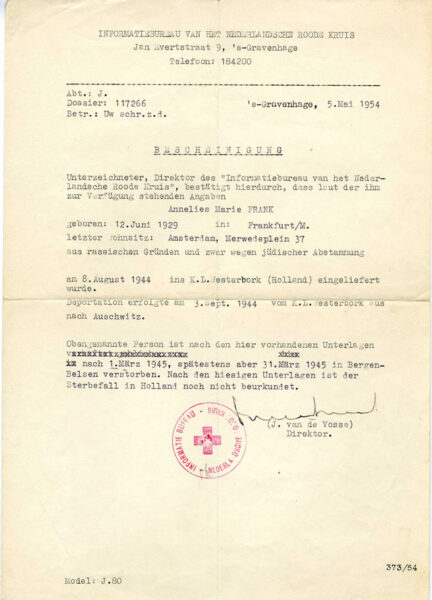 INFORMATIEBUREAU VAN HET NEDERLANDSCHE ROODE KRUIS
Jan Evertstraat 9, 's-Gravenhage
Telefoon: 184200
Abt.: J.
Dossier: 117266
's-Gravenhage, 5.Mai 1954
Betr.: Uw schr.z.d.
BESCHEINIGUNG
Unterzeichneter, Direktor des "Informatiebureau van het Neder-
landsche Roode Kruis", bestätigt hierdurch, dass laut der ihm
zur Verfügung stehenden Angaben
Annelies Marie FRANK
geboren: 12.Juni 1929 in: Frankfurt/M.
letzter Wohnsitz: Amsterdam, Merwedeplein 37
aus rassischen Gründen und zwar wegen jüdischer Abstammung
am 8.August 1944 ins K.L.Westerbork (Holland) eingeliefert
wurde.
Deportation erfolgte am 3.Sept. 1944 vom K.L.Westerbork aus
nach Auschwitz.
Obengenannte Person ist nach den hier vorhandenen Unterlagen
nach 1.März 1945, spätestens aber 31.März 1945 in Bergen-
Belsen verstorben. Nach den hiesigen Unterlagen ist der
Sterbefall in Holland noch nicht beurkundet.
(J. van de Vosse)
Direktor.
INFORMATIE BUREAU
373/54
Model: J.80